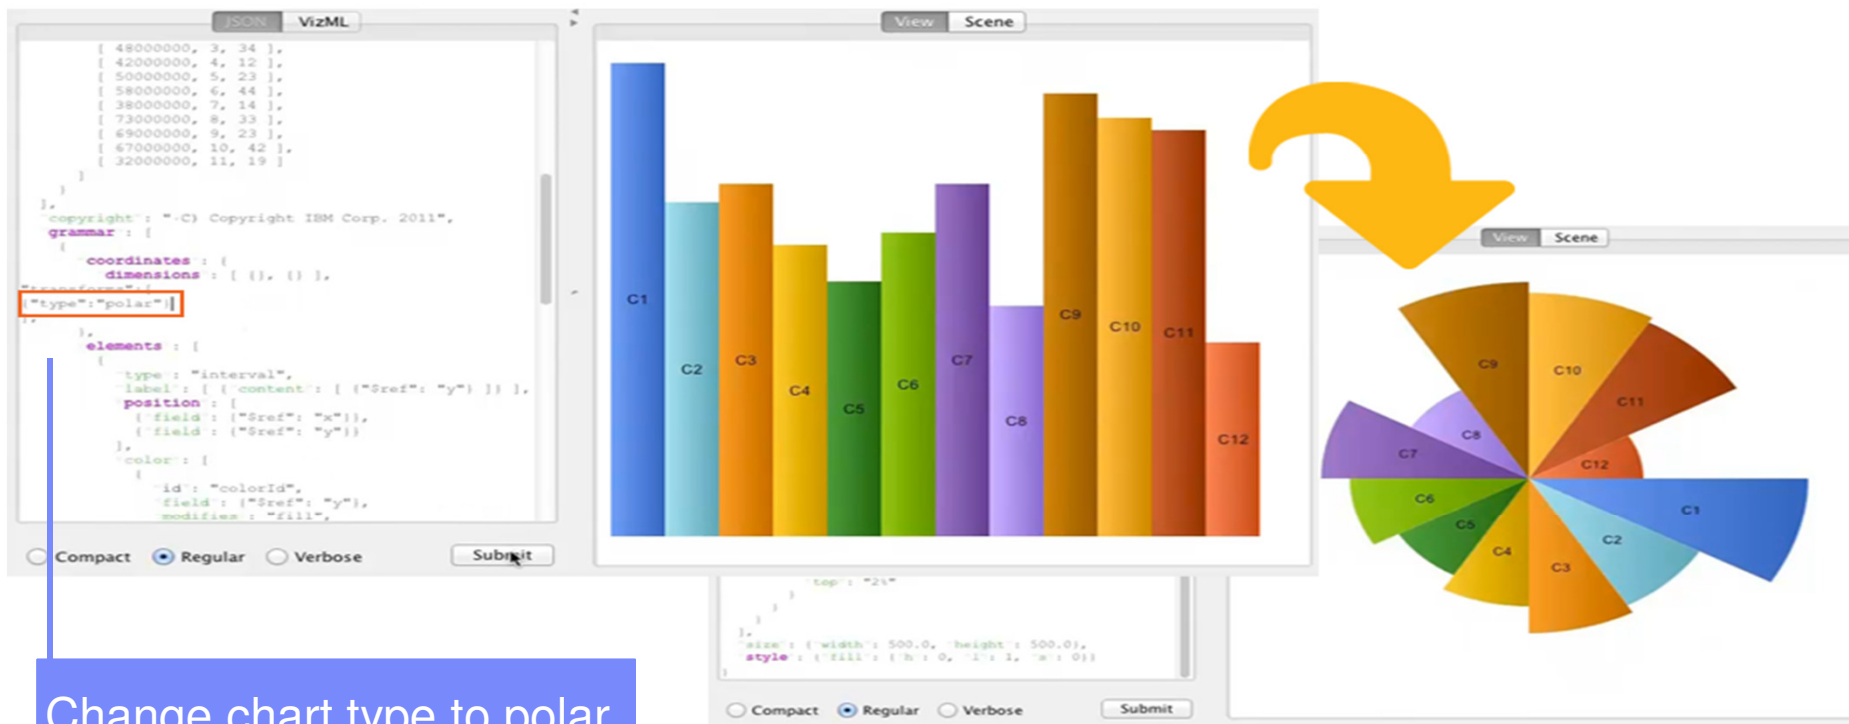 JSON VizML
[ 48000000, 3, 34 ],
[ 42000000, 4, 12 ],
[ 50000000, 5, 23 ],
[ 58000000, 6, 44 ],
[ 38000000, 7, 14 ],
[ 73000000, 8, 33 ],
[ 69000000, 9, 23 ],
[ 67000000, 10, 42 ],
[ 32000000, 11, 19 ]
]
}
],
"copyright": "(C) Copyright IBM Corp. 2011",
"grammar": [
{
"coordinates": {
"dimensions": [ {}, {} ],
"transforms":[
{"type":"polar"}
],
},
"elements": [
{
"type": "interval",
"label": [ { "content": [ {"$ref": "y"} ]} ],
"position": [
{"field": {"$ref": "x"}},
{"field": {"$ref": "y"}}
],
"color": [
{
"id": "colorId",
"field": {"$ref": "y"},
"modifies": "fill",
Compact Regular Verbose Submit
View Scene
C1
C2
C3
C4
C5
C6
C7
C8
C9
C10
C11
C12
View Scene
C9
C10
C11
C8
C7
C12
C6
C1
C5
C2
C4
C3
"top": "2%"
}
}
}
],
"size": {"width": 500.0, "height": 500.0},
"style": {"fill": {"h": 0, "l": 1, "s": 0}}
}
Compact Regular Verbose Submit
Change chart type to polar